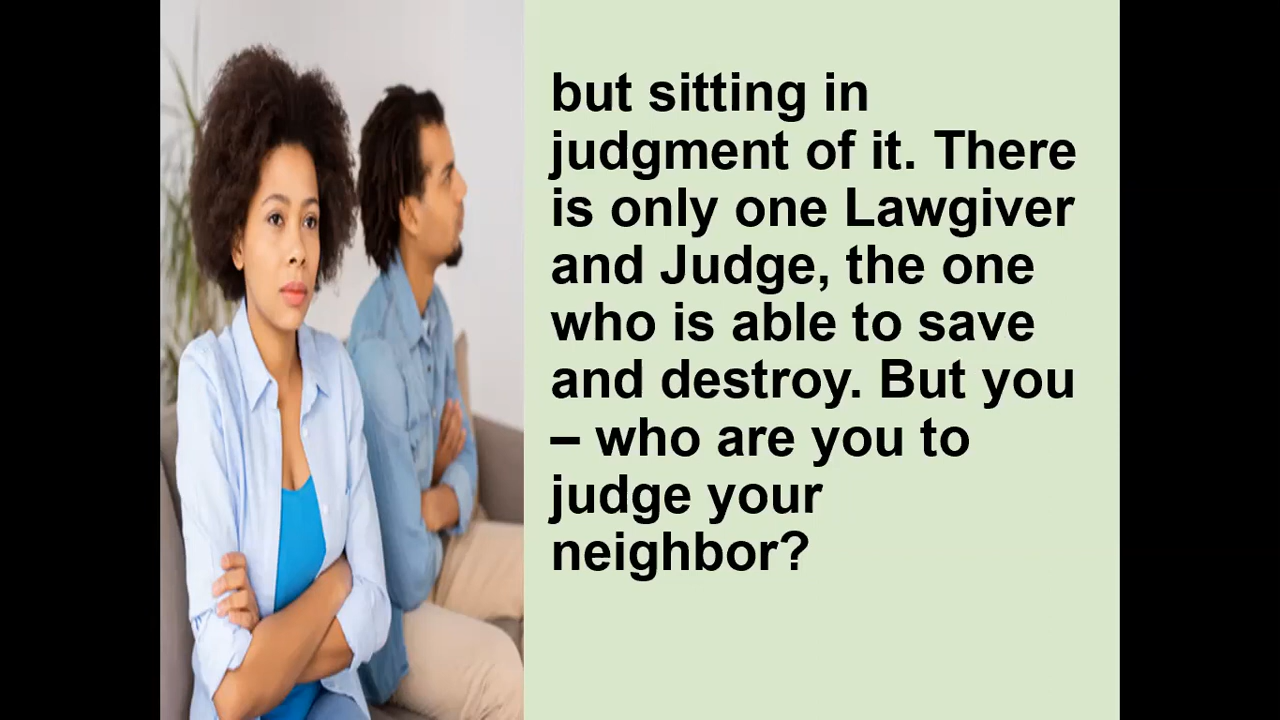 but sitting in
judgment of it. There
is only one Lawgiver
and Judge, the one
who is able to save
and destroy. But you
– who are you to
judge your
neighbor?